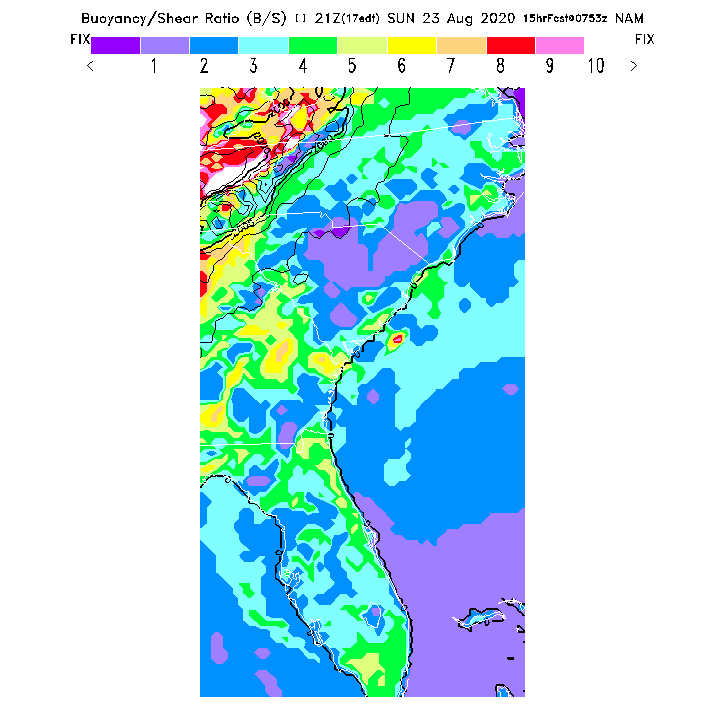 Buoyancy/Shear Ratio (B/S) [] 21Z(17edt) SUN 23 Aug 2020 15hrFcst@0753z NAM
FIX FIX
< 1 2 3 4 5 6 7 8 9 10 >